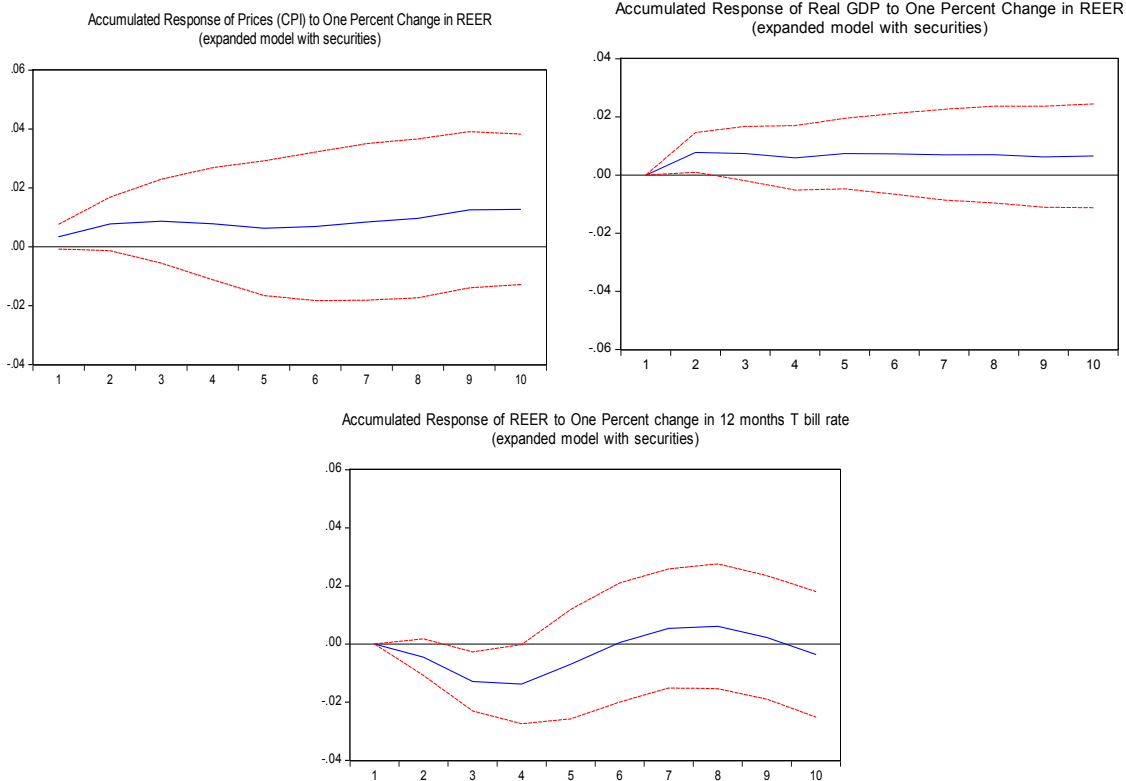 Accumulated Response of Prices (CPI) to One Percent Change in REER
(expanded model with securities)
.06
.04
.02
.00
-.02
-.04
1 2 3 4 5 6 7 8 9 10
Accumulated Response of Real GDP to One Percent Change in REER
(expanded model with securities)
.04
.02
.00
-.02
-.04
-.06
1 2 3 4 5 6 7 8 9 10
Accumulated Response of REER to One Percent change in 12 months T bill rate
(expanded model with securities)
.06
.04
.02
.00
-.02
-.04
1 2 3 4 5 6 7 8 9 10